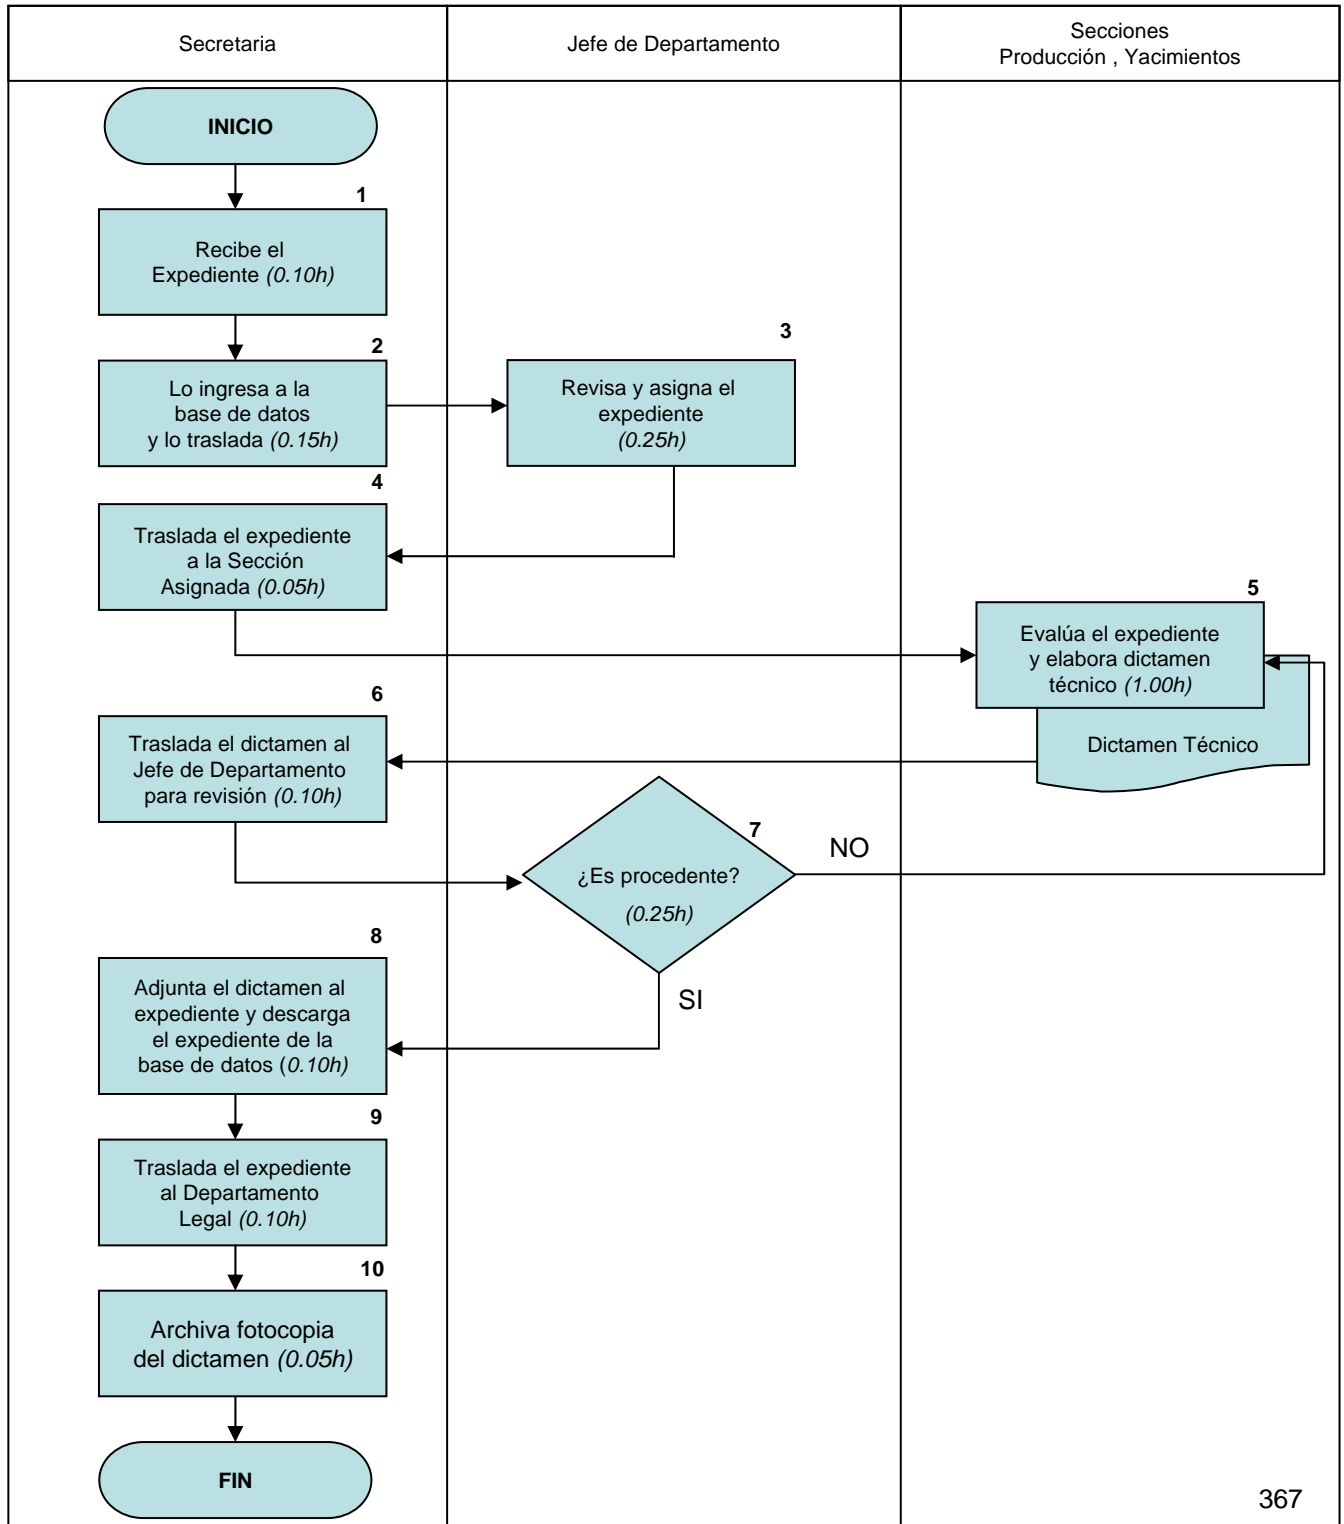 Secretaria
Jefe de Departamento
Secciones
Producción , Yacimientos
INICIO
1
Recibe el
Expediente (0.10h)
2
Lo ingresa a la
base de datos
y lo traslada (0.15h)
3
Revisa y asigna el
expediente
(0.25h)
4
Traslada el expediente
a la Sección
Asignada (0.05h)
5
Evalúa el expediente
y elabora dictamen
técnico (1.00h)
Dictamen Técnico
6
Traslada el dictamen al
Jefe de Departamento
para revisión (0.10h)
7
¿Es procedente?
(0.25h)
NO
SI
8
Adjunta el dictamen al
expediente y descarga
el expediente de la
base de datos (0.10h)
9
Traslada el expediente
al Departamento
Legal (0.10h)
10
Archiva fotocopia
del dictamen (0.05h)
FIN
367